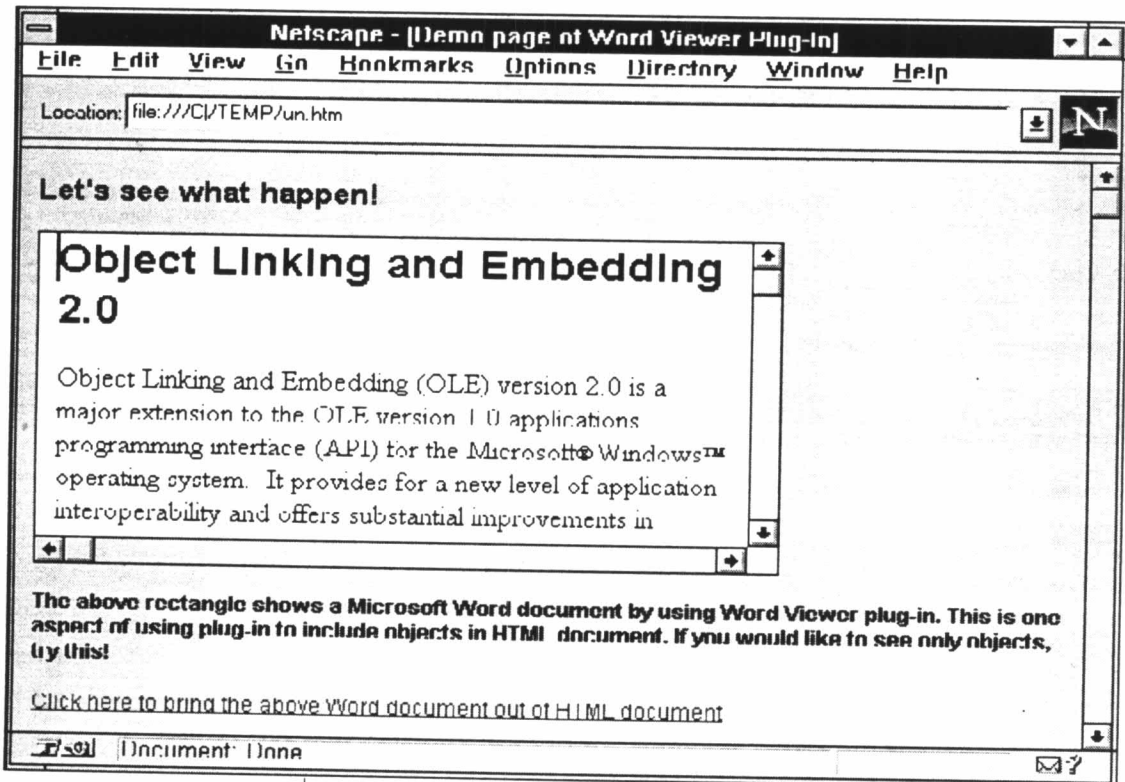 Netscape - [Demo page of Word Viewer Plug-In]
File Edit View Go Bookmarks Options Directory Window Help
Location: file:///C|/TEMP/un.htm
N
Let's see what happen!
Object Linking and Embedding
2.0
Object Linking and Embedding (OLE) version 2.0 is a
major extension to the OLE version 1.0 applications
programming interface (API) for the Microsoft® Windows™
operating system. It provides for a new level of application
interoperability and offers substantial improvements in
The above rectangle shows a Microsoft Word document by using Word Viewer plug-in. This is one
aspect of using plug-in to include objects in HTML document. If you would like to see only objects,
try this!
Click here to bring the above Word document out of HTML document
Document: Done